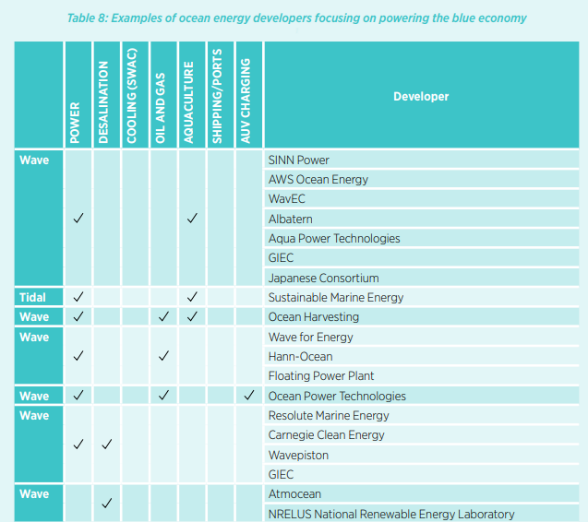 Table 8: Examples of ocean energy developers focusing on powering the blue economy
POWER
DESALINATION
COOLING (SWAC)
OIL AND GAS
AQUACULTURE
SHIPPING/PORTS
AUV CHARGING
Developer
Wave
✓ ✓
SINN Power
AWS Ocean Energy
WavEC
Albatern
Aqua Power Technologies
GIEC
Japanese Consortium
Tidal ✓ ✓ Sustainable Marine Energy
Wave ✓ ✓ ✓ Ocean Harvesting
Wave
✓ ✓
Wave for Energy
Hann-Ocean
Floating Power Plant
Wave ✓ ✓ ✓ Ocean Power Technologies
Wave
✓ ✓
Resolute Marine Energy
Carnegie Clean Energy
Wavepiston
GIEC
Wave
✓
Atmocean
NRELUS National Renewable Energy Laboratory